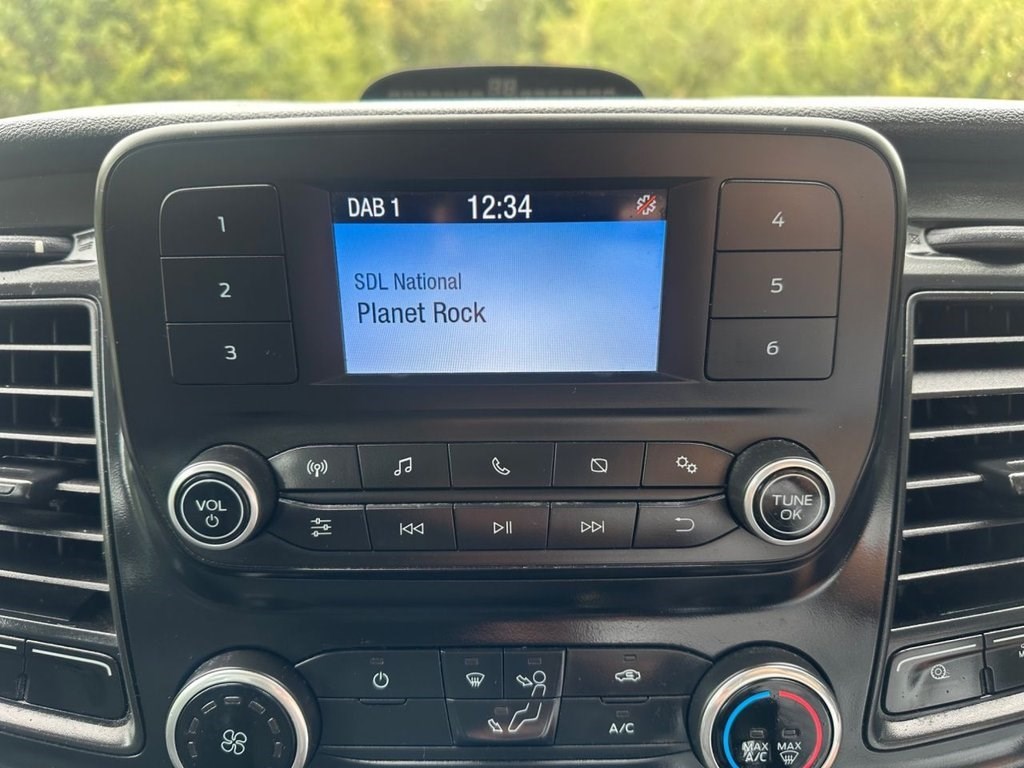 DAB 1 12:34
SDL National
Planet Rock
1
2
3
4
5
6
VOL
TUNE
OK
A/C
MAX
A/C
MAX